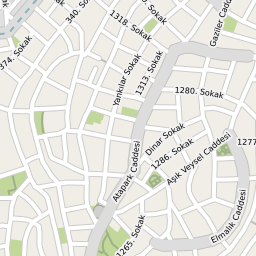 340. Sokak
1318. Sokak
Gaziler Caddesi
374. Sokak
Yankılar Sokak
1313. Sokak
1280. Sokak
Dinar Sokak
1277
1286. Sokak
Aşık Veysel Caddesi
Atapark Caddesi
1265. Sokak
Elmalık Caddesi